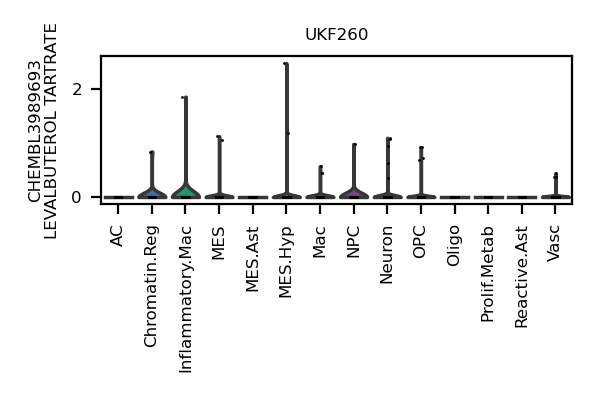 UKF260
CHEMBL3989693
LEVALBUTEROL TARTRATE
2
0
AC
Chromatin.Reg
Inflammatory.Mac
MES
MES.Ast
MES.Hyp
Mac
NPC
Neuron
OPC
Oligo
Prolif.Metab
Reactive.Ast
Vasc